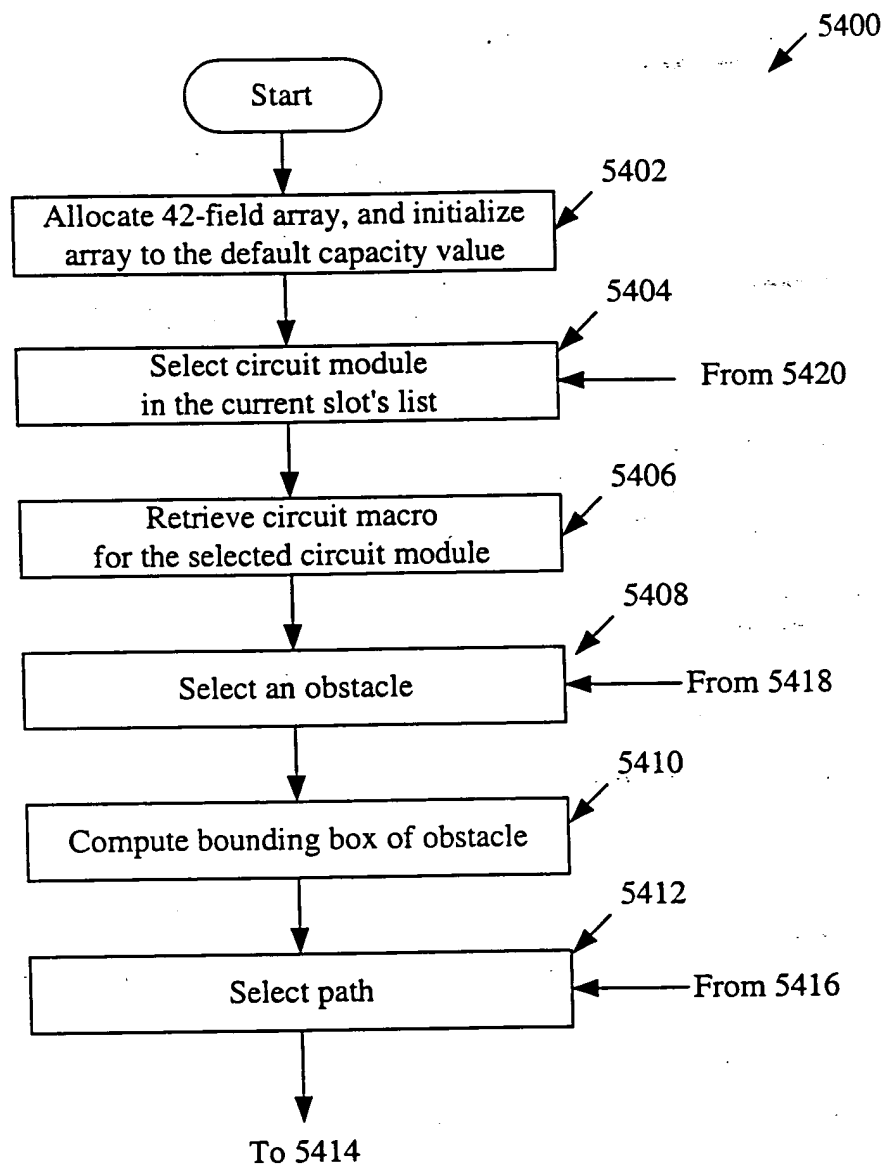 5400
Start
5402
Allocate 42-field array, and initialize
array to the default capacity value
5404
Select circuit module
in the current slot's list
From 5420
5406
Retrieve circuit macro
for the selected circuit module
5408
Select an obstacle
From 5418
5410
Compute bounding box of obstacle
5412
Select path
From 5416
To 5414